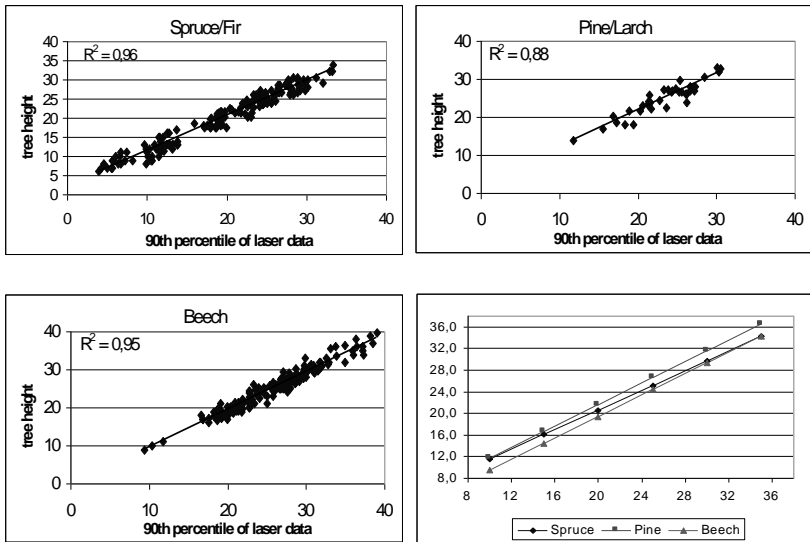 Spruce/Fir
R² = 0,96
tree height
40
35
30
25
20
15
10
5
0
0 10 20 30 40
90th percentile of laser data
Pine/Larch
R² = 0,88
tree height
40
30
20
10
0
0 10 20 30 40
90th percentile of laser data
Beech
R² = 0,95
tree height
40
30
20
10
0
0 10 20 30 40
90th percentile of laser data
36,0
32,0
28,0
24,0
20,0
16,0
12,0
8,0
8 12 16 20 24 28 32 36
Spruce Pine Beech